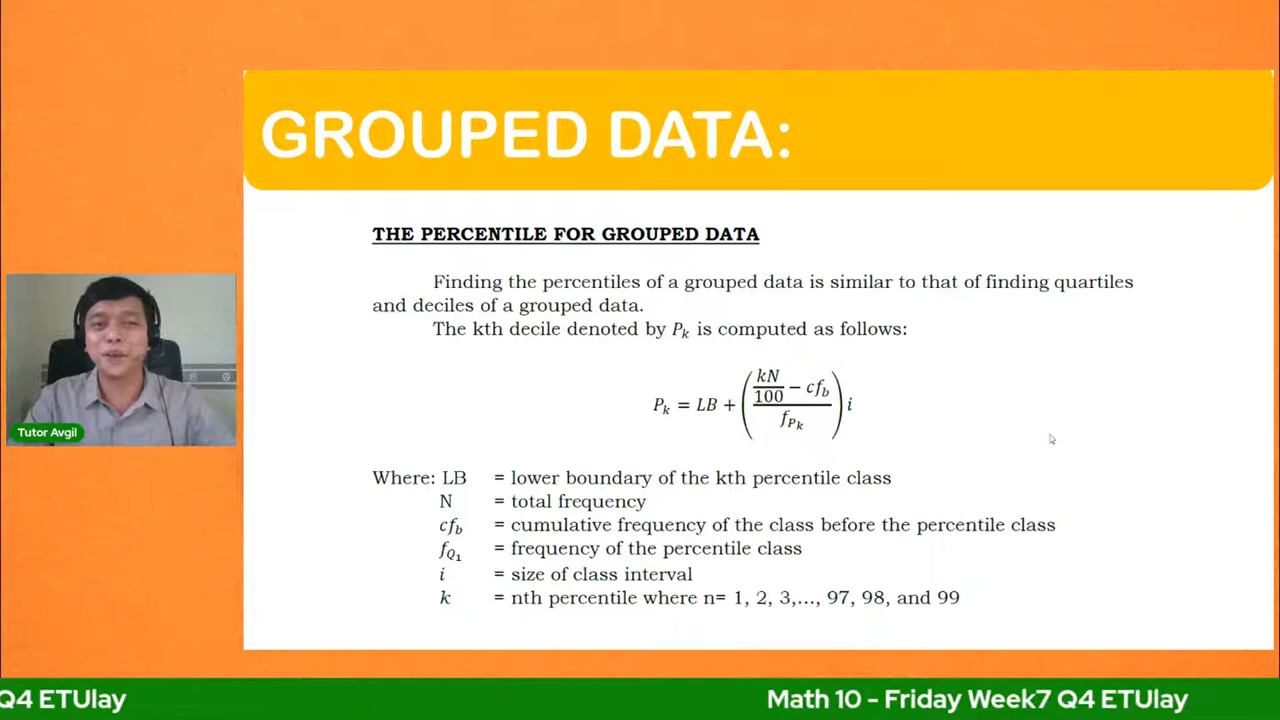 GROUPED DATA:
THE PERCENTILE FOR GROUPED DATA
Finding the percentiles of a grouped data is similar to that of finding quartiles
and deciles of a grouped data.
The kth decile denoted by P_k is computed as follows:
P_k = LB + ( (kN/100 − cf_b) / f_{P_k} ) i
Where: LB = lower boundary of the kth percentile class
N = total frequency
cf_b = cumulative frequency of the class before the percentile class
f_{Q_1} = frequency of the percentile class
i = size of class interval
k = nth percentile where n= 1, 2, 3,…, 97, 98, and 99
Tutor Avgil
Q4 ETUlay
Math 10 - Friday Week7 Q4 ETUlay